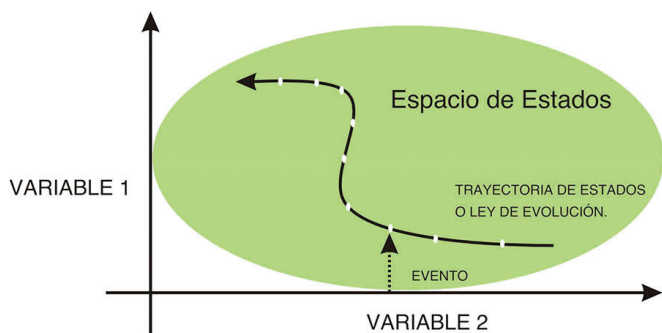 Espacio de Estados
VARIABLE 1
TRAYECTORIA DE ESTADOS
O LEY DE EVOLUCIÓN.
EVENTO
VARIABLE 2